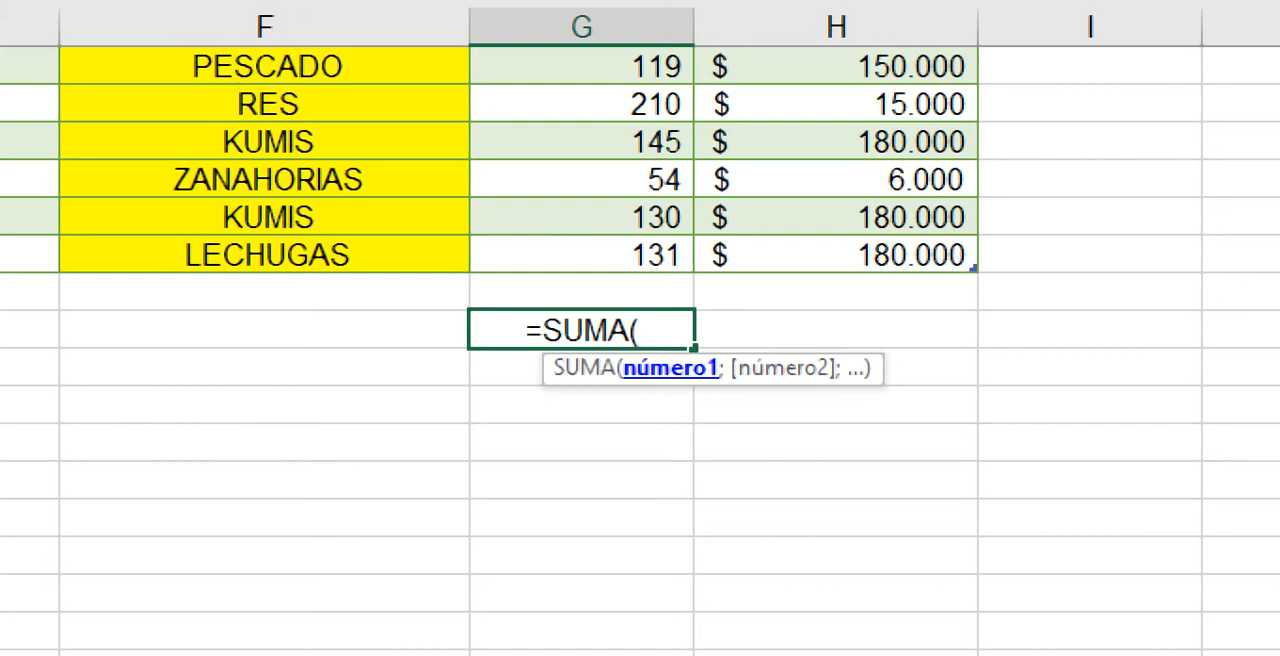 F G H I
PESCADO 119 $ 150.000
RES 210 $ 15.000
KUMIS 145 $ 180.000
ZANAHORIAS 54 $ 6.000
KUMIS 130 $ 180.000
LECHUGAS 131 $ 180.000
=SUMA(
SUMA(número1; [número2]; ...)